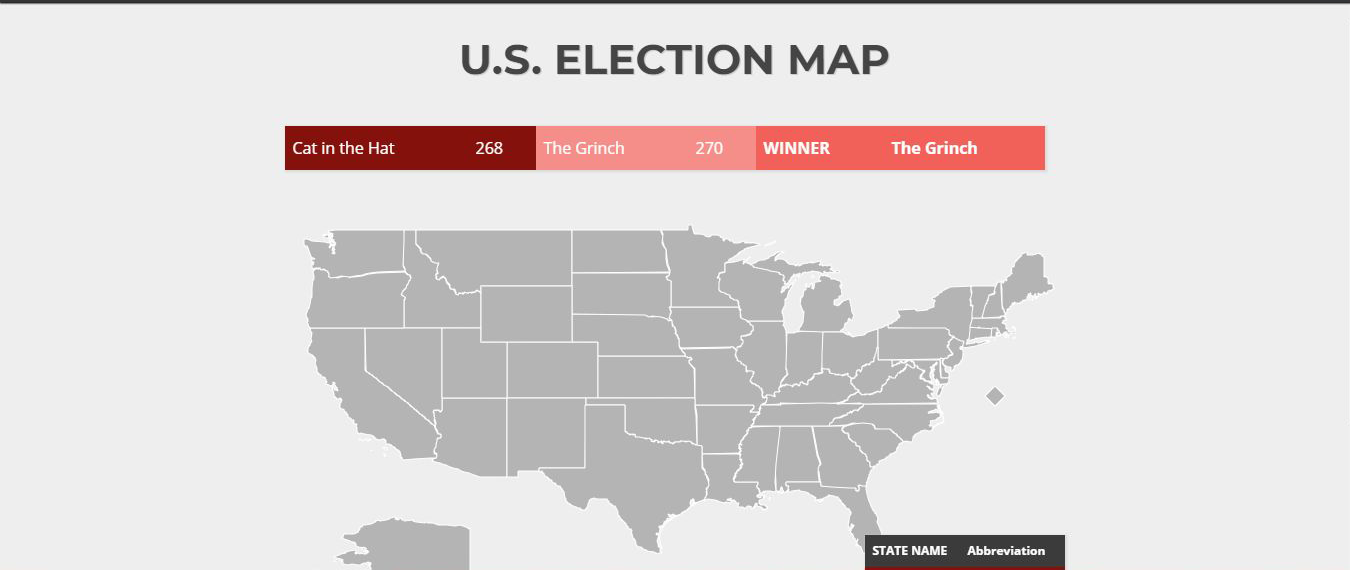 U.S. ELECTION MAP
Cat in the Hat 268 The Grinch 270 WINNER The Grinch
STATE NAME Abbreviation